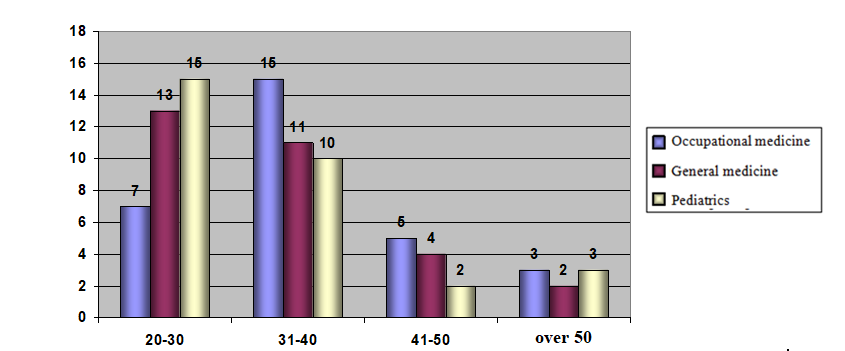 18
16
14
12
10
8
6
4
2
0
7 13 15
15 11 10
5 4 2
3 2 3
20-30 31-40 41-50 over 50
Occupational medicine
General medicine
Pediatrics